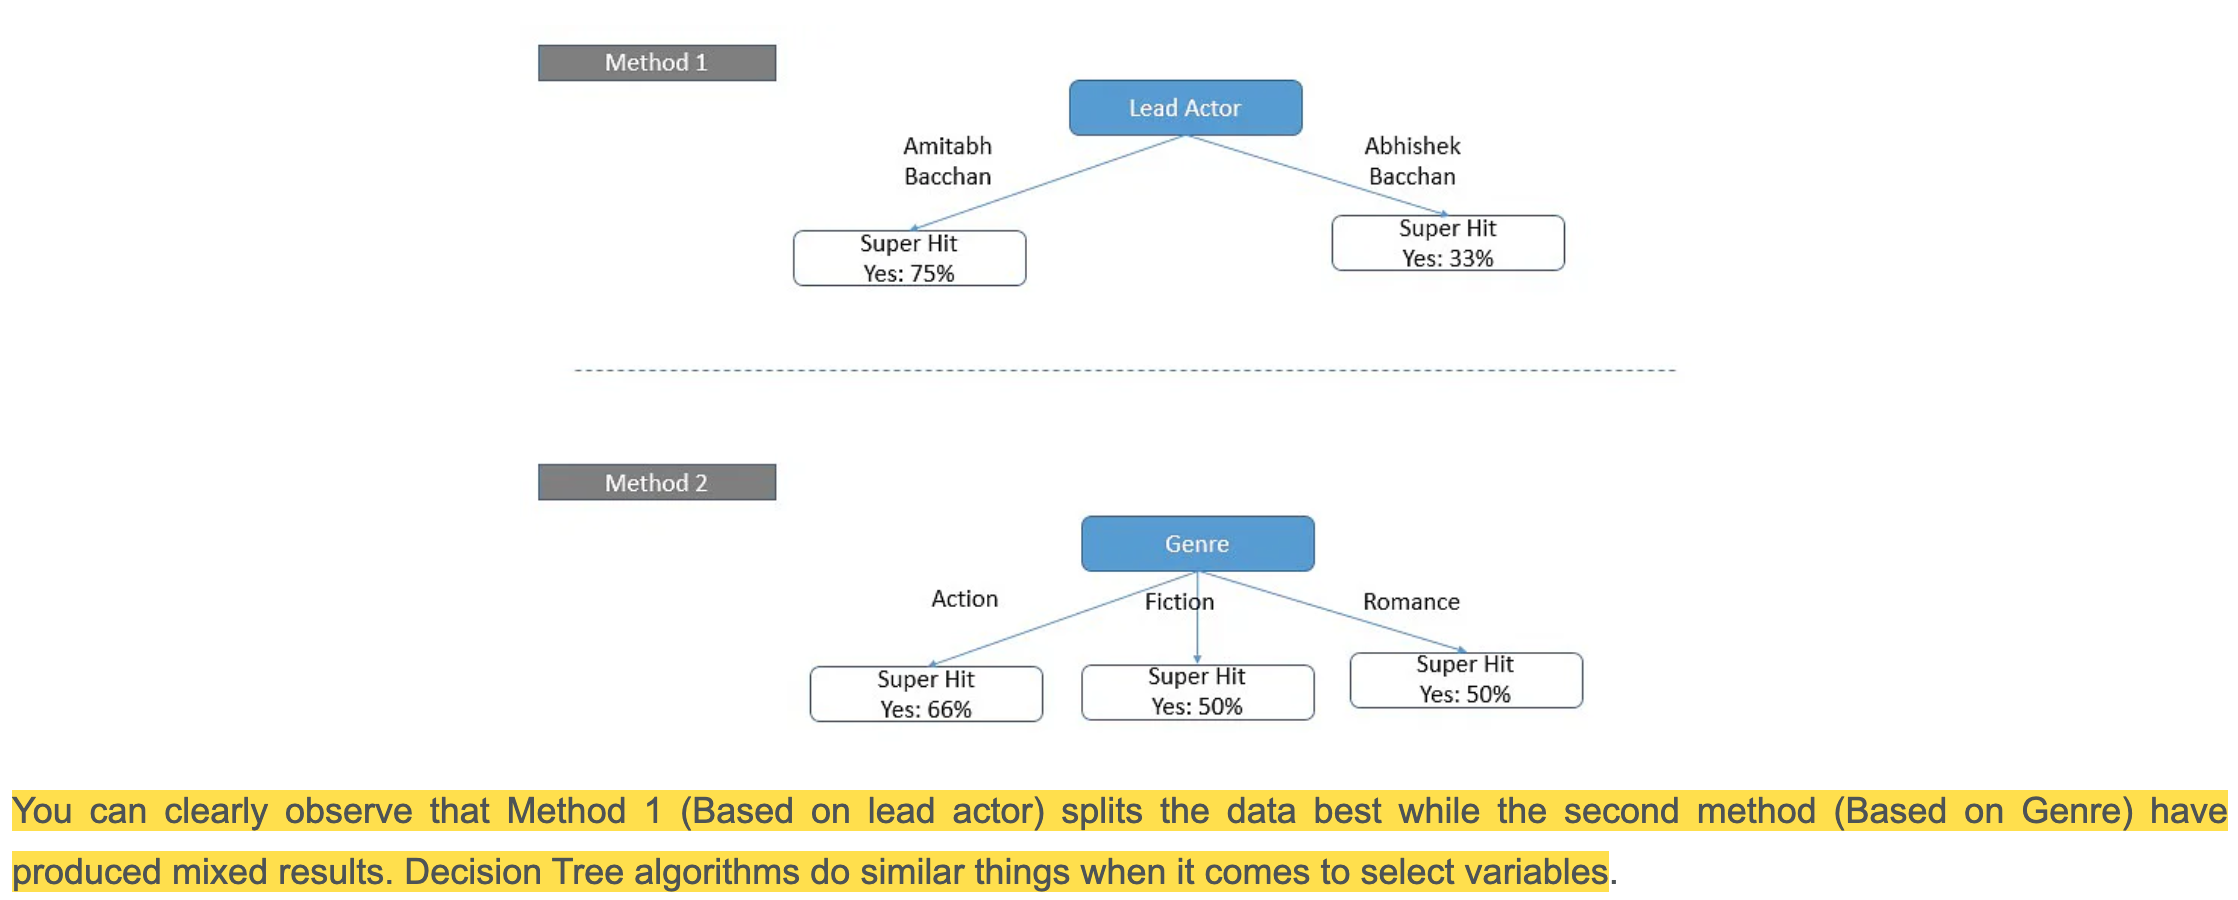 Method 1
Lead Actor
Amitabh
Bacchan
Abhishek
Bacchan
Super Hit
Yes: 75%
Super Hit
Yes: 33%
Method 2
Genre
Action
Fiction
Romance
Super Hit
Yes: 66%
Super Hit
Yes: 50%
Super Hit
Yes: 50%
You can clearly observe that Method 1 (Based on lead actor) splits the data best while the second method (Based on Genre) have
produced mixed results. Decision Tree algorithms do similar things when it comes to select variables.